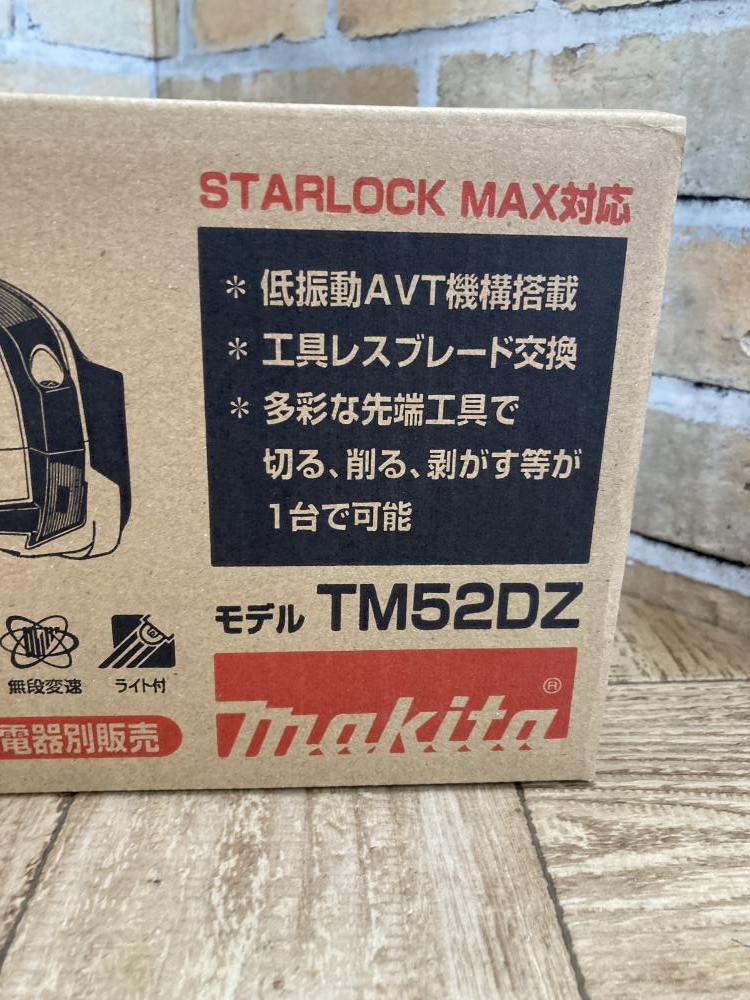 STARLOCK MAX対応
* 低振動AVT機構搭載
* 工具レスブレード交換
* 多彩な先端工具で
切る、削る、剥がす等が
1台で可能
モデル TM52DZ
無段変速
ライト付
電器別販売
makita®